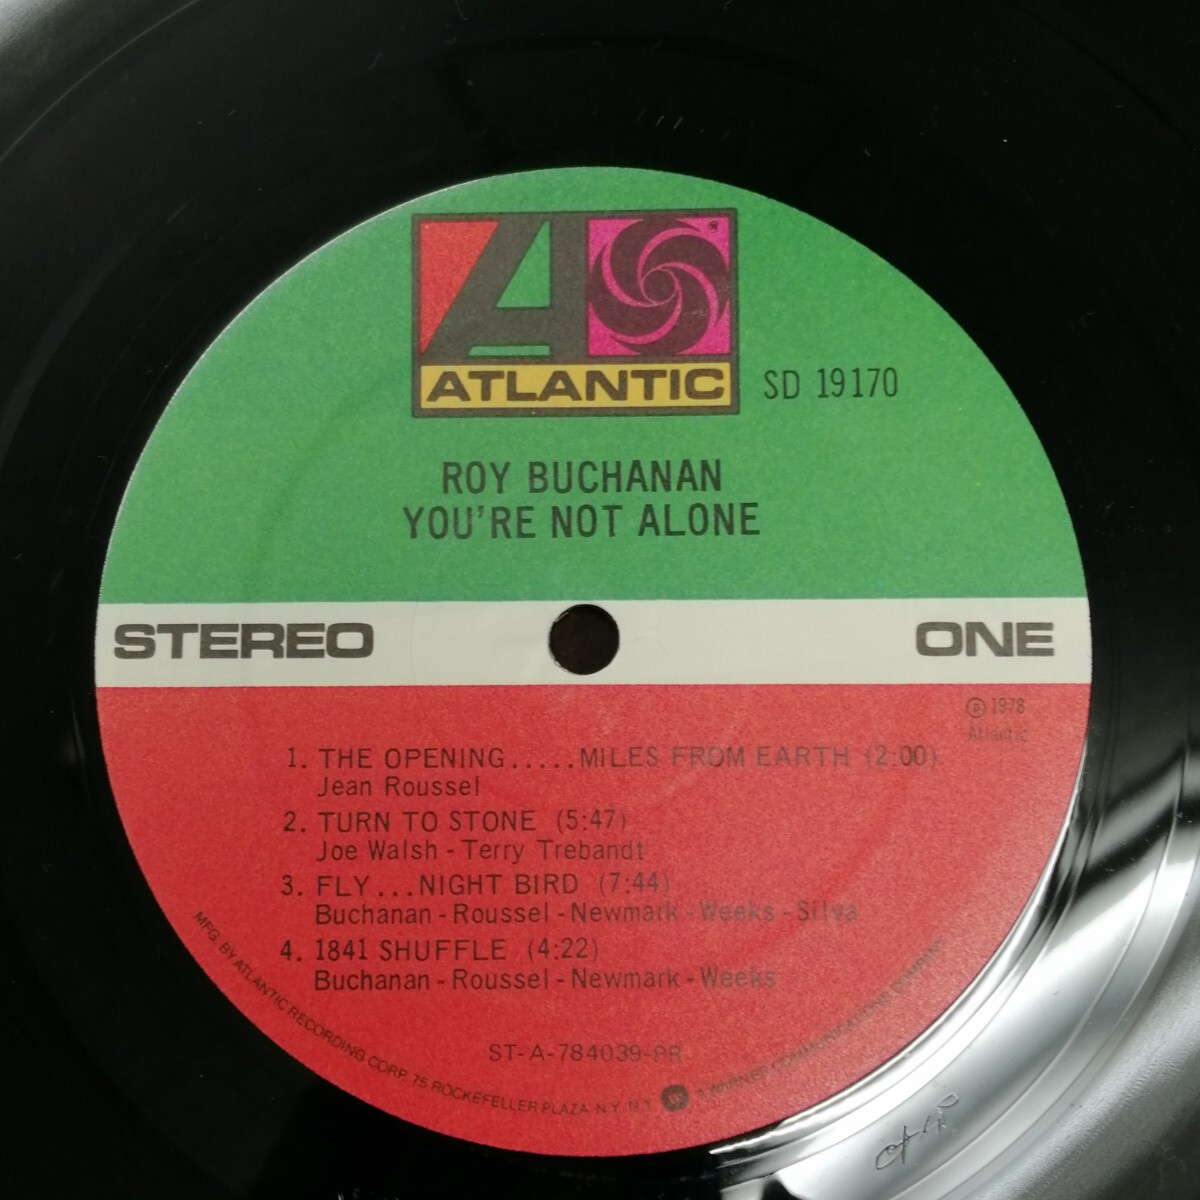 ATLANTIC
SD 19170
ROY BUCHANAN
YOU'RE NOT ALONE
STEREO
ONE
Ⓟ 1978
Atlantic
1. THE OPENING.....MILES FROM EARTH (2:00)
Jean Roussel
2. TURN TO STONE (5:47)
Joe Walsh - Terry Trebandt
3. FLY...NIGHT BIRD (7:44)
Buchanan - Roussel - Newmark - Weeks - Silva
4. 1841 SHUFFLE (4:22)
Buchanan - Roussel - Newmark - Weeks
ST-A-784039-PR
MFG. BY ATLANTIC RECORDING CORP. 75 ROCKEFELLER PLAZA N.Y. N.Y. A WARNER COMMUNICATIONS COMPANY